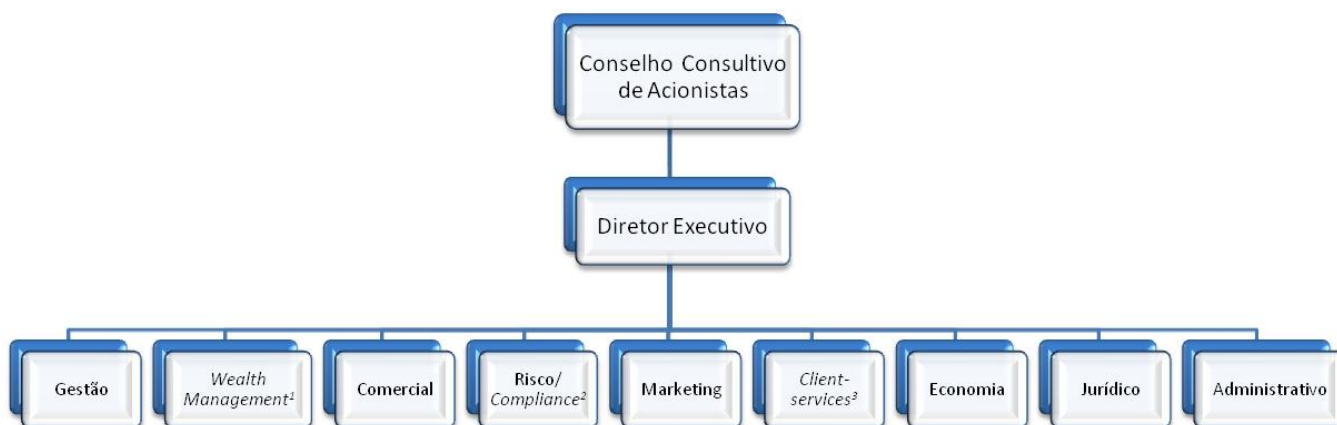 Conselho Consultivo
de Acionistas
Diretor Executivo
Gestão
Wealth
Management¹
Comercial
Risco/
Compliance²
Marketing
Client-
services³
Economia
Jurídico
Administrativo